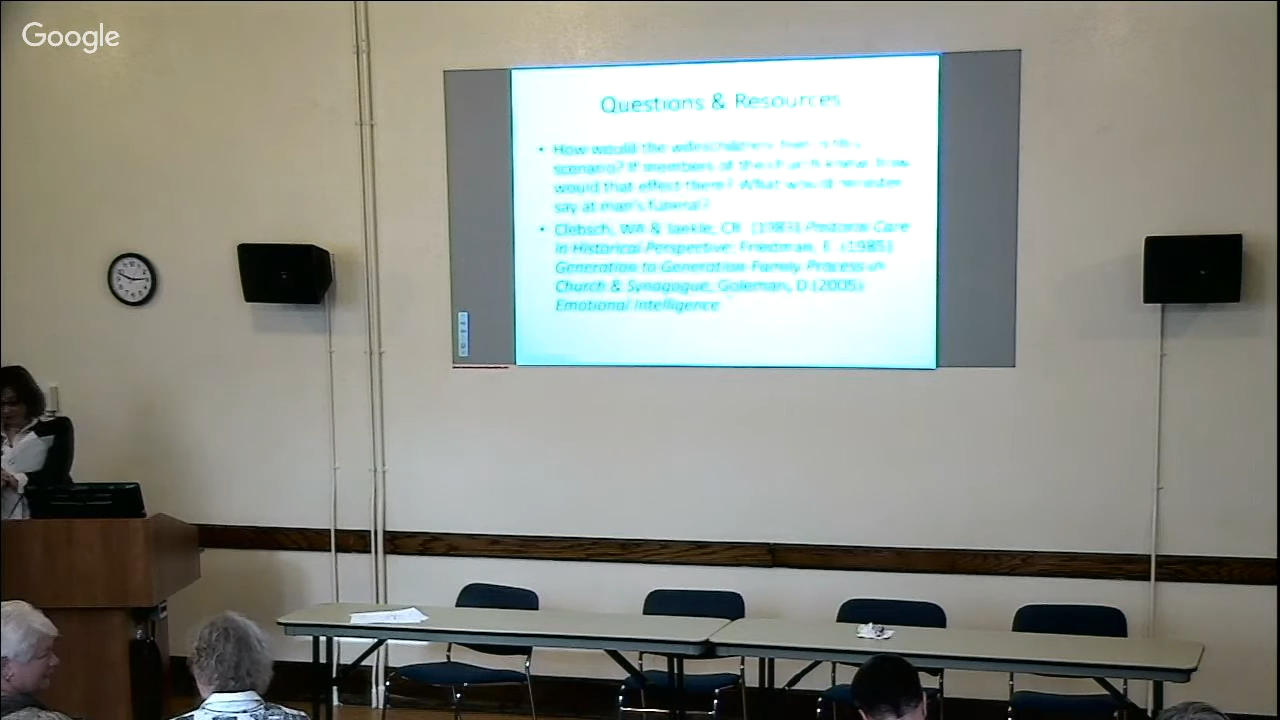 Google
Questions & Resources
• How would the
scenario? If members of the church knew, how
would that effect them? What would minister
say at man's funeral?
• Clebsch, WA & Jaekle, CR (1983) Pastoral Care
in Historical Perspective; Friedman, E. (1985)
Generation to Generation Family Process in
Church & Synagogue; Goleman, D (2005)
Emotional Intelligence